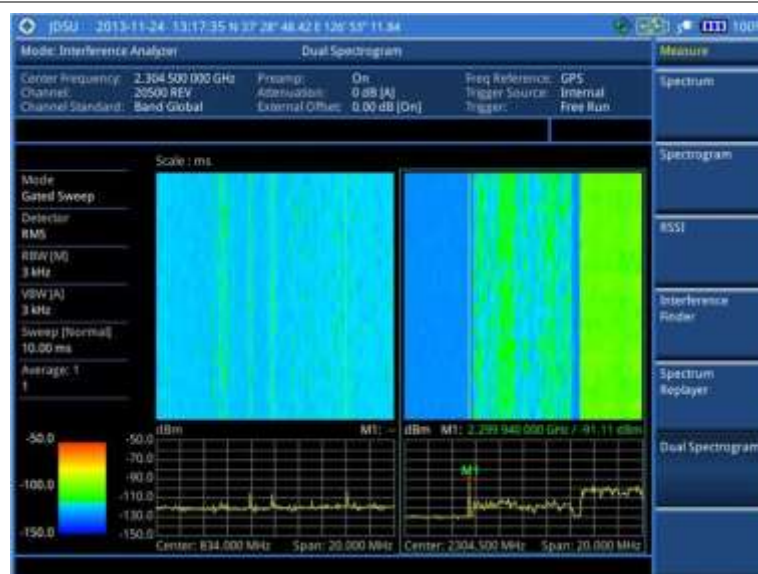 JDSU 2013-11-24 13:17:35 N 37° 28" 48.42 E 126° 53" 11.84 100%
Mode: Interference Analyzer Dual Spectrogram
Center Frequency: 2.304 500 000 GHz Preamp: On Freq Reference: GPS
Channel: 20500 REV Attenuation: 0 dB [A] Trigger Source: Internal
Channel Standard: Band Global External Offset: 0.00 dB [On] Trigger: Free Run
Scale : ms
Mode
Gated Sweep
Detector
RMS
RBW [M]
3 kHz
VBW [A]
3 kHz
Sweep [Normal]
10.00 ms
Average: 1
1
-50.0
-100.0
-150.0
dBm M1: --
-50.0
-70.0
-90.0
-110.0
-130.0
-150.0
Center: 834.000 MHz Span: 20.000 MHz
dBm M1: 2.299 940 000 GHz / -91.11 dBm
M1
Center: 2304.500 MHz Span: 20.000 MHz
Measure
Spectrum
Spectrogram
RSSI
Interference
Finder
Spectrum
Replayer
Dual Spectrogram